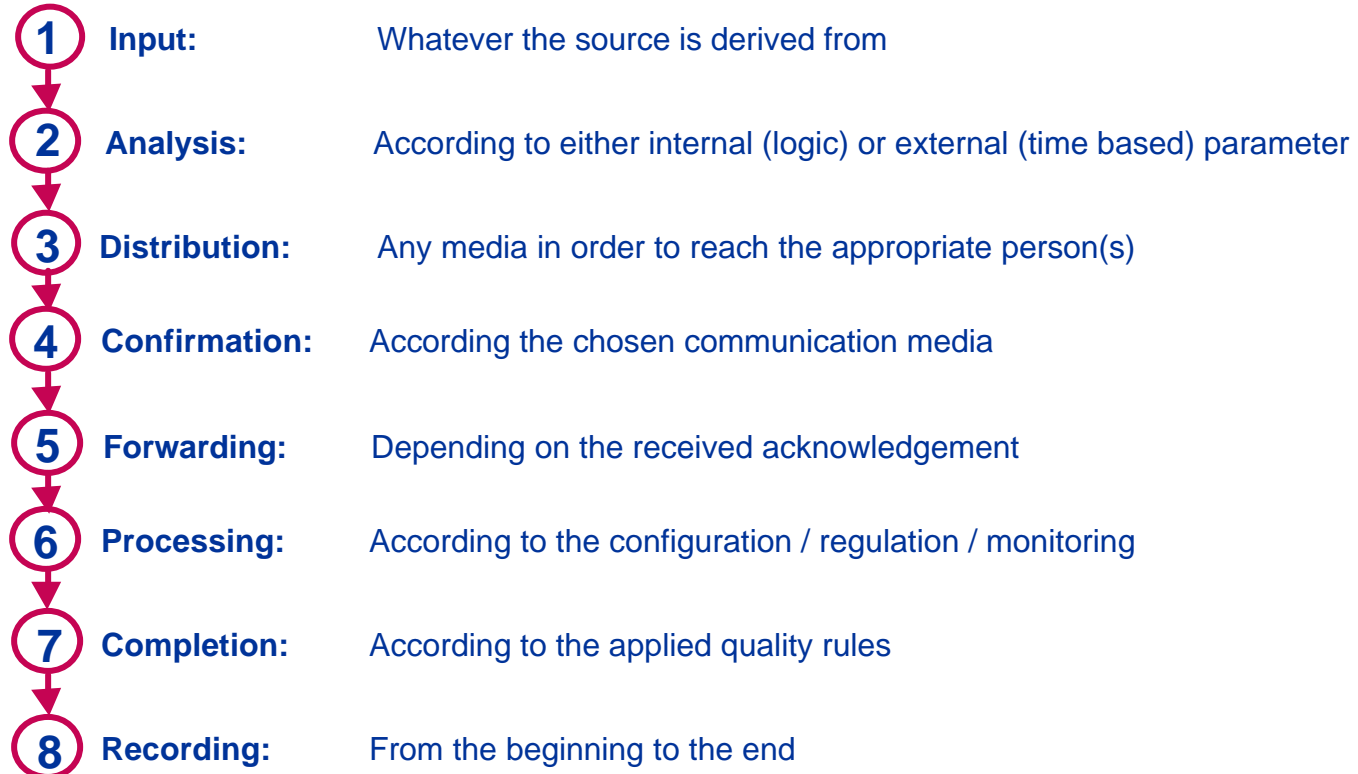 1 Input: Whatever the source is derived from
2 Analysis: According to either internal (logic) or external (time based) parameter
3 Distribution: Any media in order to reach the appropriate person(s)
4 Confirmation: According the chosen communication media
5 Forwarding: Depending on the received acknowledgement
6 Processing: According to the configuration / regulation / monitoring
7 Completion: According to the applied quality rules
8 Recording: From the beginning to the end